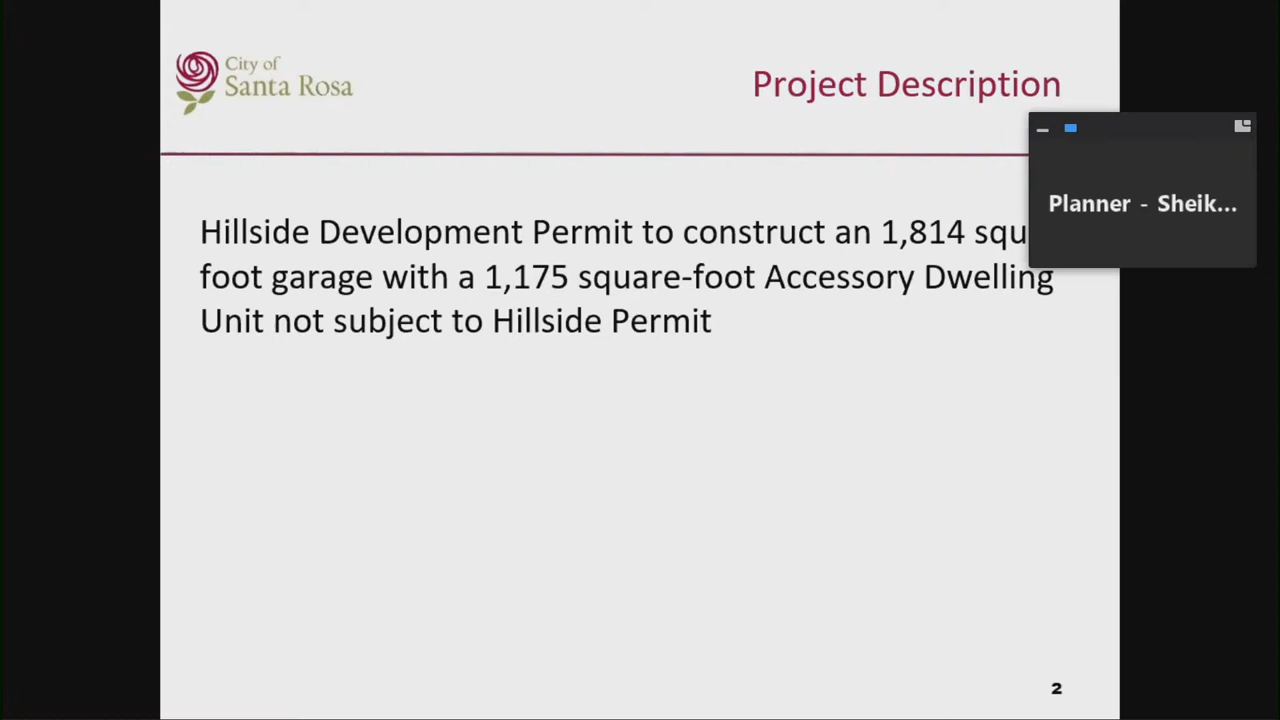 City of
Santa Rosa
Project Description
Planner - Sheik...
Hillside Development Permit to construct an 1,814 squ
foot garage with a 1,175 square-foot Accessory Dwelling
Unit not subject to Hillside Permit
2